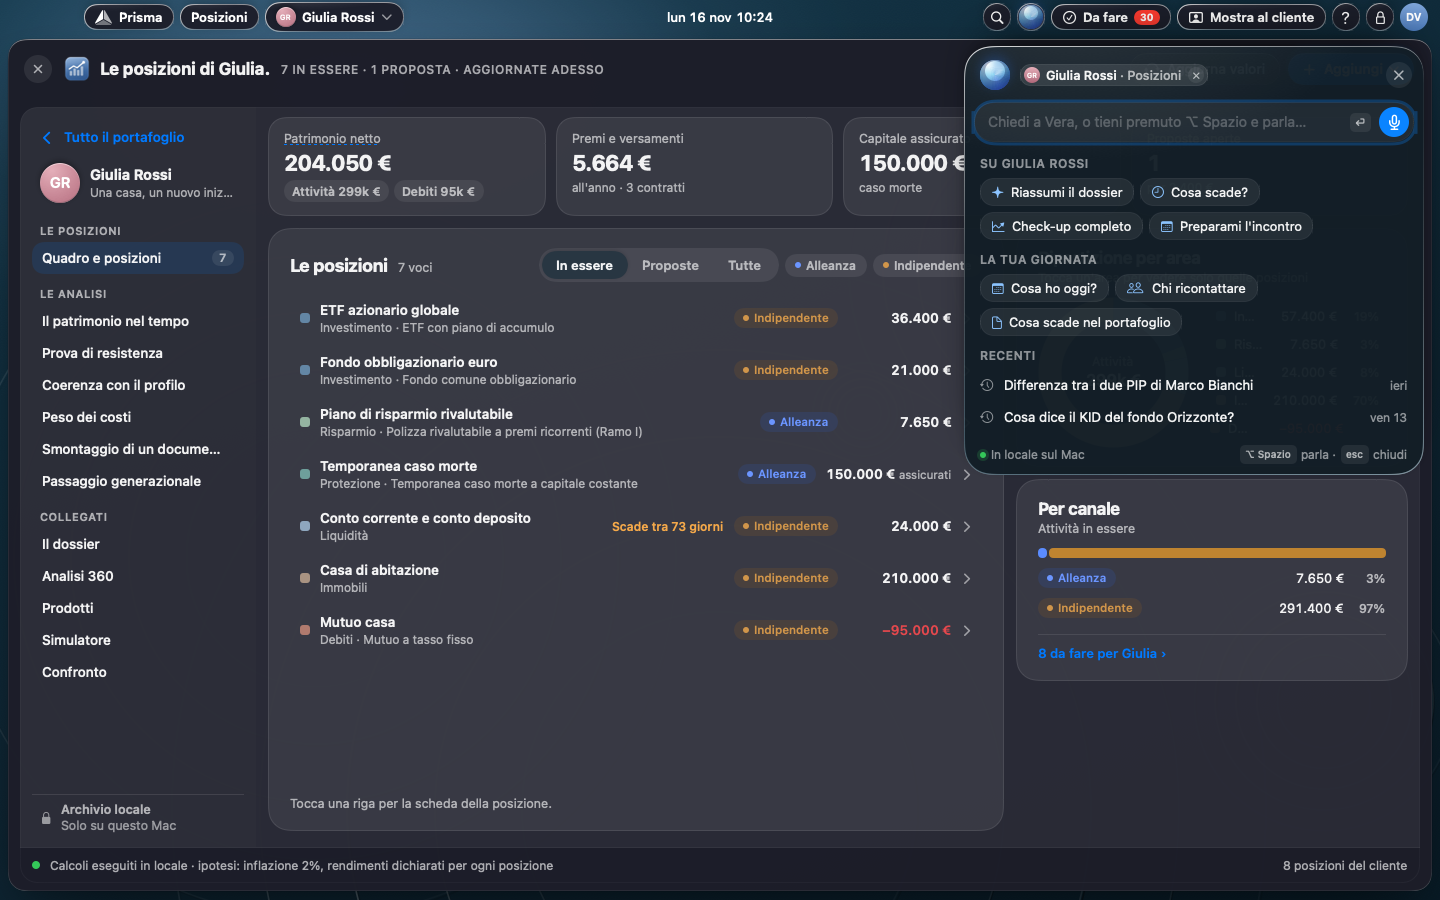 Prisma
Posizioni
GR Giulia Rossi
lun 16 nov 10:24
Da fare 30
Mostra al cliente
?
DV
Le posizioni di Giulia. 7 IN ESSERE · 1 PROPOSTA · AGGIORNATE ADESSO
Tutto il portafoglio
GR
Giulia Rossi
Una casa, un nuovo iniz...
LE POSIZIONI
Quadro e posizioni 7
LE ANALISI
Il patrimonio nel tempo
Prova di resistenza
Coerenza con il profilo
Peso dei costi
Smontaggio di un docume...
Passaggio generazionale
COLLEGATI
Il dossier
Analisi 360
Prodotti
Simulatore
Confronto
Archivio locale
Solo su questo Mac
Patrimonio netto
204.050 €
Attività 299k € Debiti 95k €
Premi e versamenti
5.664 €
all'anno · 3 contratti
Capitale assicurat
150.000 €
caso morte
Le posizioni 7 voci
In essere Proposte Tutte
Alleanza Indipendent
ETF azionario globale
Investimento · ETF con piano di accumulo
Indipendente 36.400 €
Fondo obbligazionario euro
Investimento · Fondo comune obbligazionario
Indipendente 21.000 €
Piano di risparmio rivalutabile
Risparmio · Polizza rivalutabile a premi ricorrenti (Ramo I)
Alleanza 7.650 €
Temporanea caso morte
Protezione · Temporanea caso morte a capitale costante
Alleanza 150.000 € assicurati
Conto corrente e conto deposito
Liquidità
Scade tra 73 giorni Indipendente 24.000 €
Casa di abitazione
Immobili
Indipendente 210.000 €
Mutuo casa
Debiti · Mutuo a tasso fisso
Indipendente −95.000 €
Tocca una riga per la scheda della posizione.
GR Giulia Rossi · Posizioni
Chiedi a Vera, o tieni premuto ⌥ Spazio e parla...
SU GIULIA ROSSI
Riassumi il dossier
Cosa scade?
Check-up completo
Preparami l'incontro
LA TUA GIORNATA
Cosa ho oggi?
Chi ricontattare
Cosa scade nel portafoglio
RECENTI
Differenza tra i due PIP di Marco Bianchi ieri
Cosa dice il KID del fondo Orizzonte? ven 13
In locale sul Mac
⌥ Spazio parla · esc chiudi
Per canale
Attività in essere
Alleanza 7.650 € 3%
Indipendente 291.400 € 97%
8 da fare per Giulia ›
Calcoli eseguiti in locale · ipotesi: inflazione 2%, rendimenti dichiarati per ogni posizione
8 posizioni del cliente